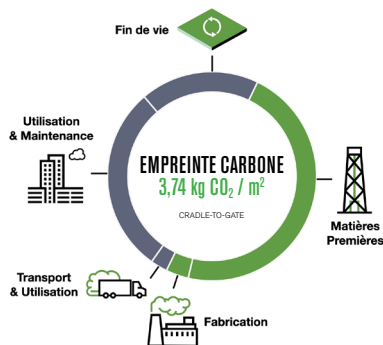 Fin de vie
Utilisation
& Maintenance
EMPREINTE CARBONE
3,74 kg CO₂ / m²
CRADLE-TO-GATE
Matières
Premières
Transport
& Utilisation
Fabrication